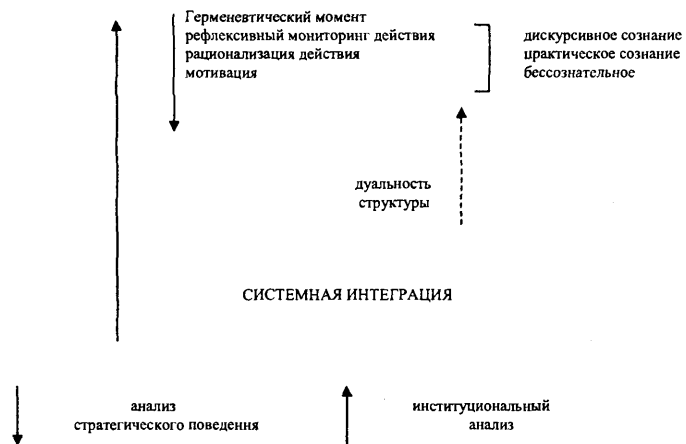 Герменевтический момент
рефлексивный мониторинг действия
рационализация действия
мотивация
дискурсивное сознание
практическое сознание
бессознательное
дуальность
структуры
СИСТЕМНАЯ ИНТЕГРАЦИЯ
анализ
стратегического поведения
институциональный
анализ